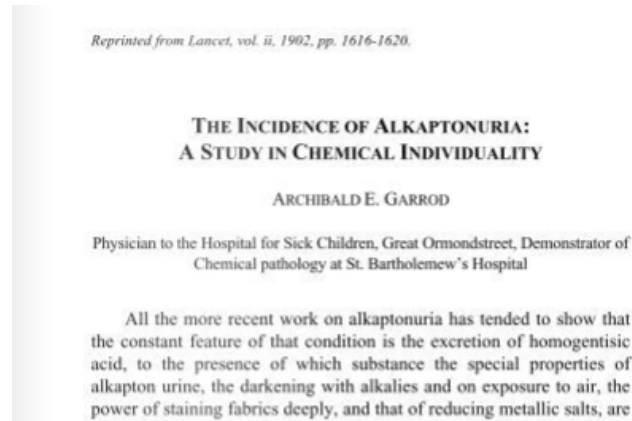 Reprinted from Lancet, vol. ii, 1902, pp. 1616-1620.
THE INCIDENCE OF ALKAPTONURIA:
A STUDY IN CHEMICAL INDIVIDUALITY
ARCHIBALD E. GARROD
Physician to the Hospital for Sick Children, Great Ormondstreet, Demonstrator of
Chemical pathology at St. Bartholemew's Hospital
All the more recent work on alkaptonuria has tended to show that
the constant feature of that condition is the excretion of homogentisic
acid, to the presence of which substance the special properties of
alkapton urine, the darkening with alkalies and on exposure to air, the
power of staining fabrics deeply, and that of reducing metallic salts, are